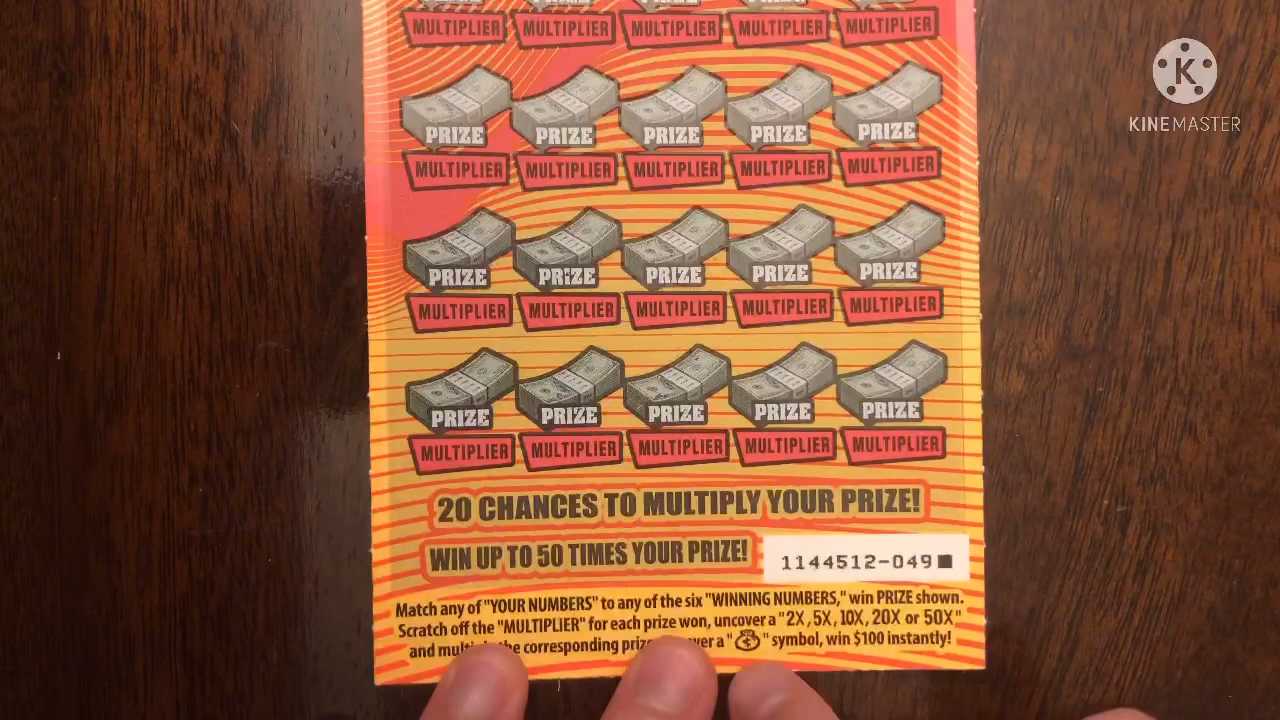 MULTIPLIER MULTIPLIER MULTIPLIER MULTIPLIER MULTIPLIER
KINEMASTER
PRIZE PRIZE PRIZE PRIZE PRIZE
MULTIPLIER MULTIPLIER MULTIPLIER MULTIPLIER MULTIPLIER
PRIZE PRIZE PRIZE PRIZE PRIZE
MULTIPLIER MULTIPLIER MULTIPLIER MULTIPLIER MULTIPLIER
PRIZE PRIZE PRIZE PRIZE PRIZE
MULTIPLIER MULTIPLIER MULTIPLIER MULTIPLIER MULTIPLIER
20 CHANCES TO MULTIPLY YOUR PRIZE!
WIN UP TO 50 TIMES YOUR PRIZE!
1144512-049
Match any of "YOUR NUMBERS" to any of the six "WINNING NUMBERS," win PRIZE shown.
Scratch off the "MULTIPLIER" for each prize won, uncover a "2X, 5X, 10X, 20X or 50X"
and the corresponding a " " symbol, win $100 instantly!